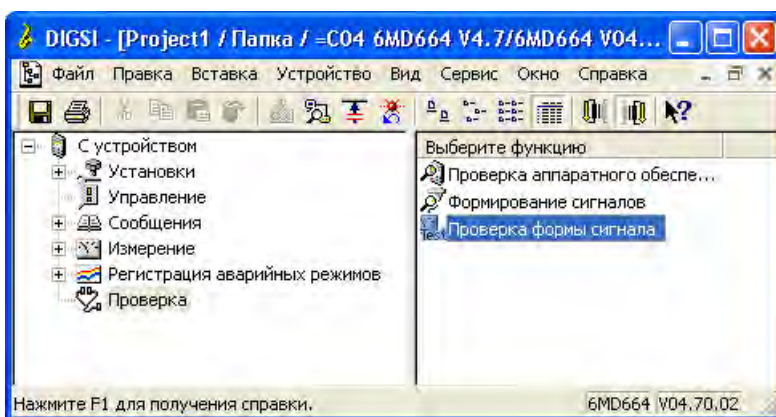 DIGSI - [Project1 / Папка / =C04 6MD664 V4.7/6MD664 V04...
Файл Правка Вставка Устройство Вид Сервис Окно Справка
С устройством
Установки
Управление
Сообщения
Измерение
Регистрация аварийных режимов
Проверка
Выберите функцию
Проверка аппаратного обеспе...
Формирование сигналов
Test Проверка формы сигнала
Нажмите F1 для получения справки.
6MD664 V04.70.02